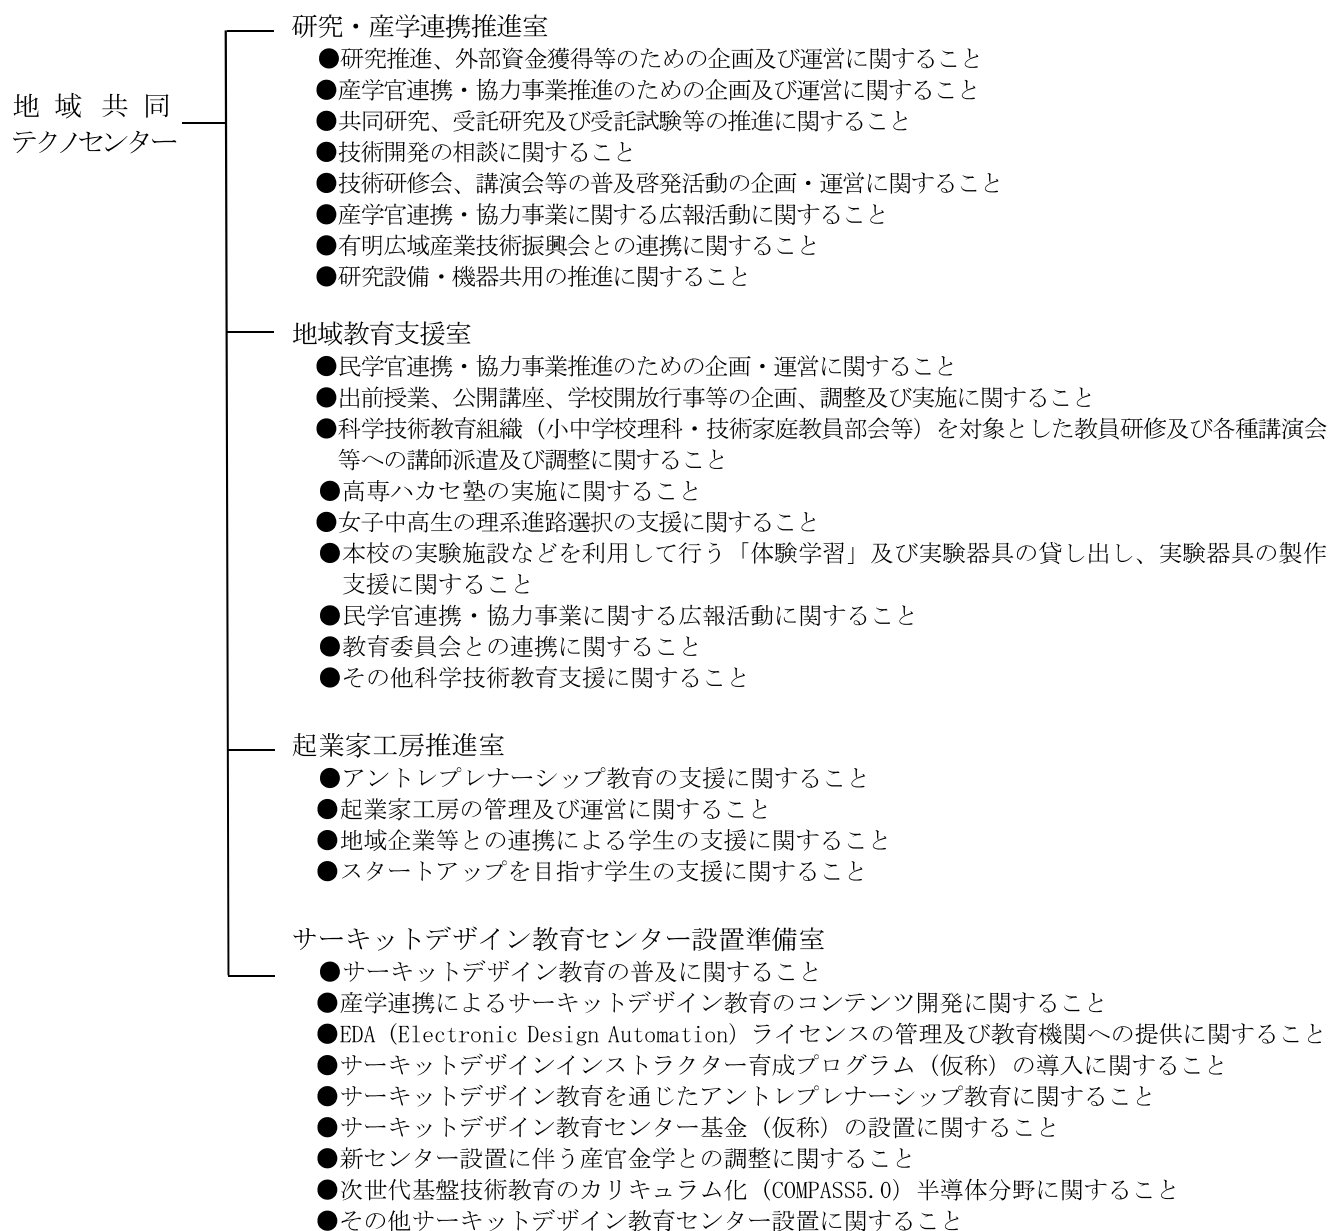 地域共同
テクノセンター
研究・産学連携推進室
●研究推進、外部資金獲得等のための企画及び運営に関すること
●産学官連携・協力事業推進のための企画及び運営に関すること
●共同研究、受託研究及び受託試験等の推進に関すること
●技術開発の相談に関すること
●技術研修会、講演会等の普及啓発活動の企画・運営に関すること
●産学官連携・協力事業に関する広報活動に関すること
●有明広域産業技術振興会との連携に関すること
●研究設備・機器共用の推進に関すること
地域教育支援室
●民学官連携・協力事業推進のための企画・運営に関すること
●出前授業、公開講座、学校開放行事等の企画、調整及び実施に関すること
●科学技術教育組織（小中学校理科・技術家庭教員部会等）を対象とした教員研修及び各種講演会
等への講師派遣及び調整に関すること
●高専ハカセ塾の実施に関すること
●女子中高生の理系進路選択の支援に関すること
●本校の実験施設などを利用して行う「体験学習」及び実験器具の貸し出し、実験器具の製作
支援に関すること
●民学官連携・協力事業に関する広報活動に関すること
●教育委員会との連携に関すること
●その他科学技術教育支援に関すること
起業家工房推進室
●アントレプレナーシップ教育の支援に関すること
●起業家工房の管理及び運営に関すること
●地域企業等との連携による学生の支援に関すること
●スタートアップを目指す学生の支援に関すること
サーキットデザイン教育センター設置準備室
●サーキットデザイン教育の普及に関すること
●産学連携によるサーキットデザイン教育のコンテンツ開発に関すること
●EDA（Electronic Design Automation）ライセンスの管理及び教育機関への提供に関すること
●サーキットデザインインストラクター育成プログラム（仮称）の導入に関すること
●サーキットデザイン教育を通じたアントレプレナーシップ教育に関すること
●サーキットデザイン教育センター基金（仮称）の設置に関すること
●新センター設置に伴う産官金学との調整に関すること
●次世代基盤技術教育のカリキュラム化（COMPASS5.0）半導体分野に関すること
●その他サーキットデザイン教育センター設置に関すること